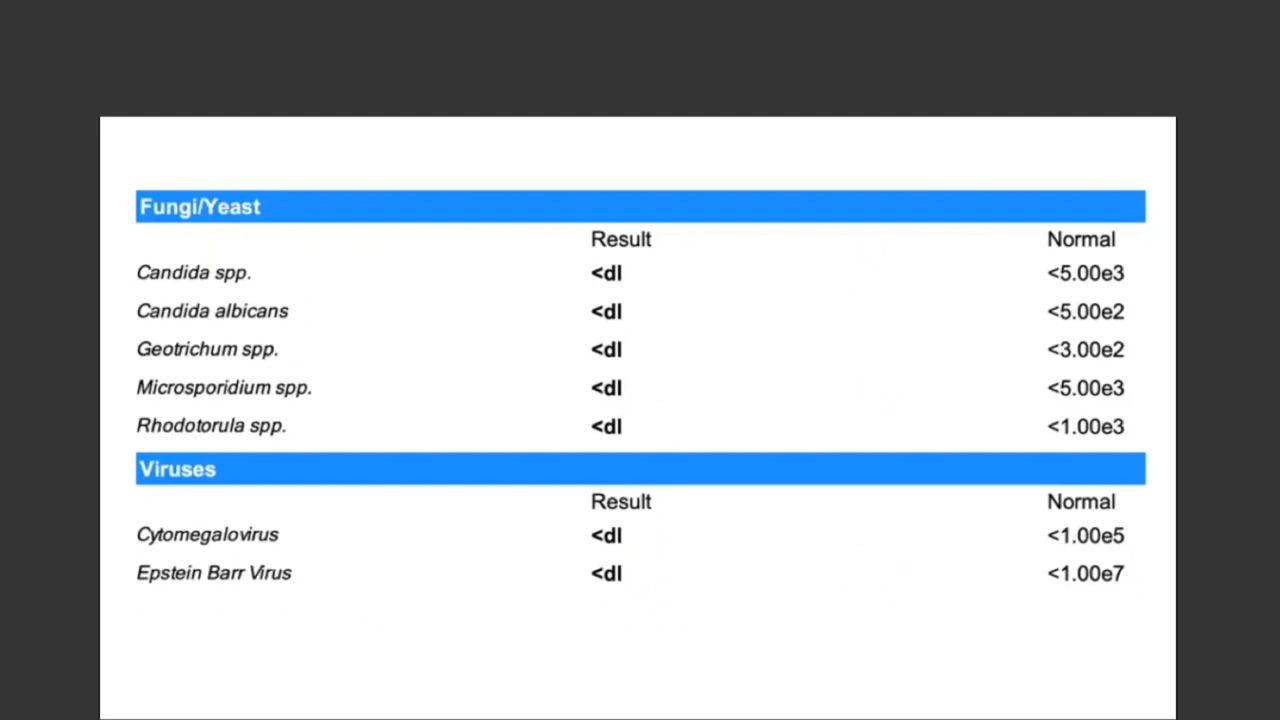 Fungi/Yeast
Result Normal
Candida spp. <dl <5.00e3
Candida albicans <dl <5.00e2
Geotrichum spp. <dl <3.00e2
Microsporidium spp. <dl <5.00e3
Rhodotorula spp. <dl <1.00e3
Viruses
Result Normal
Cytomegalovirus <dl <1.00e5
Epstein Barr Virus <dl <1.00e7